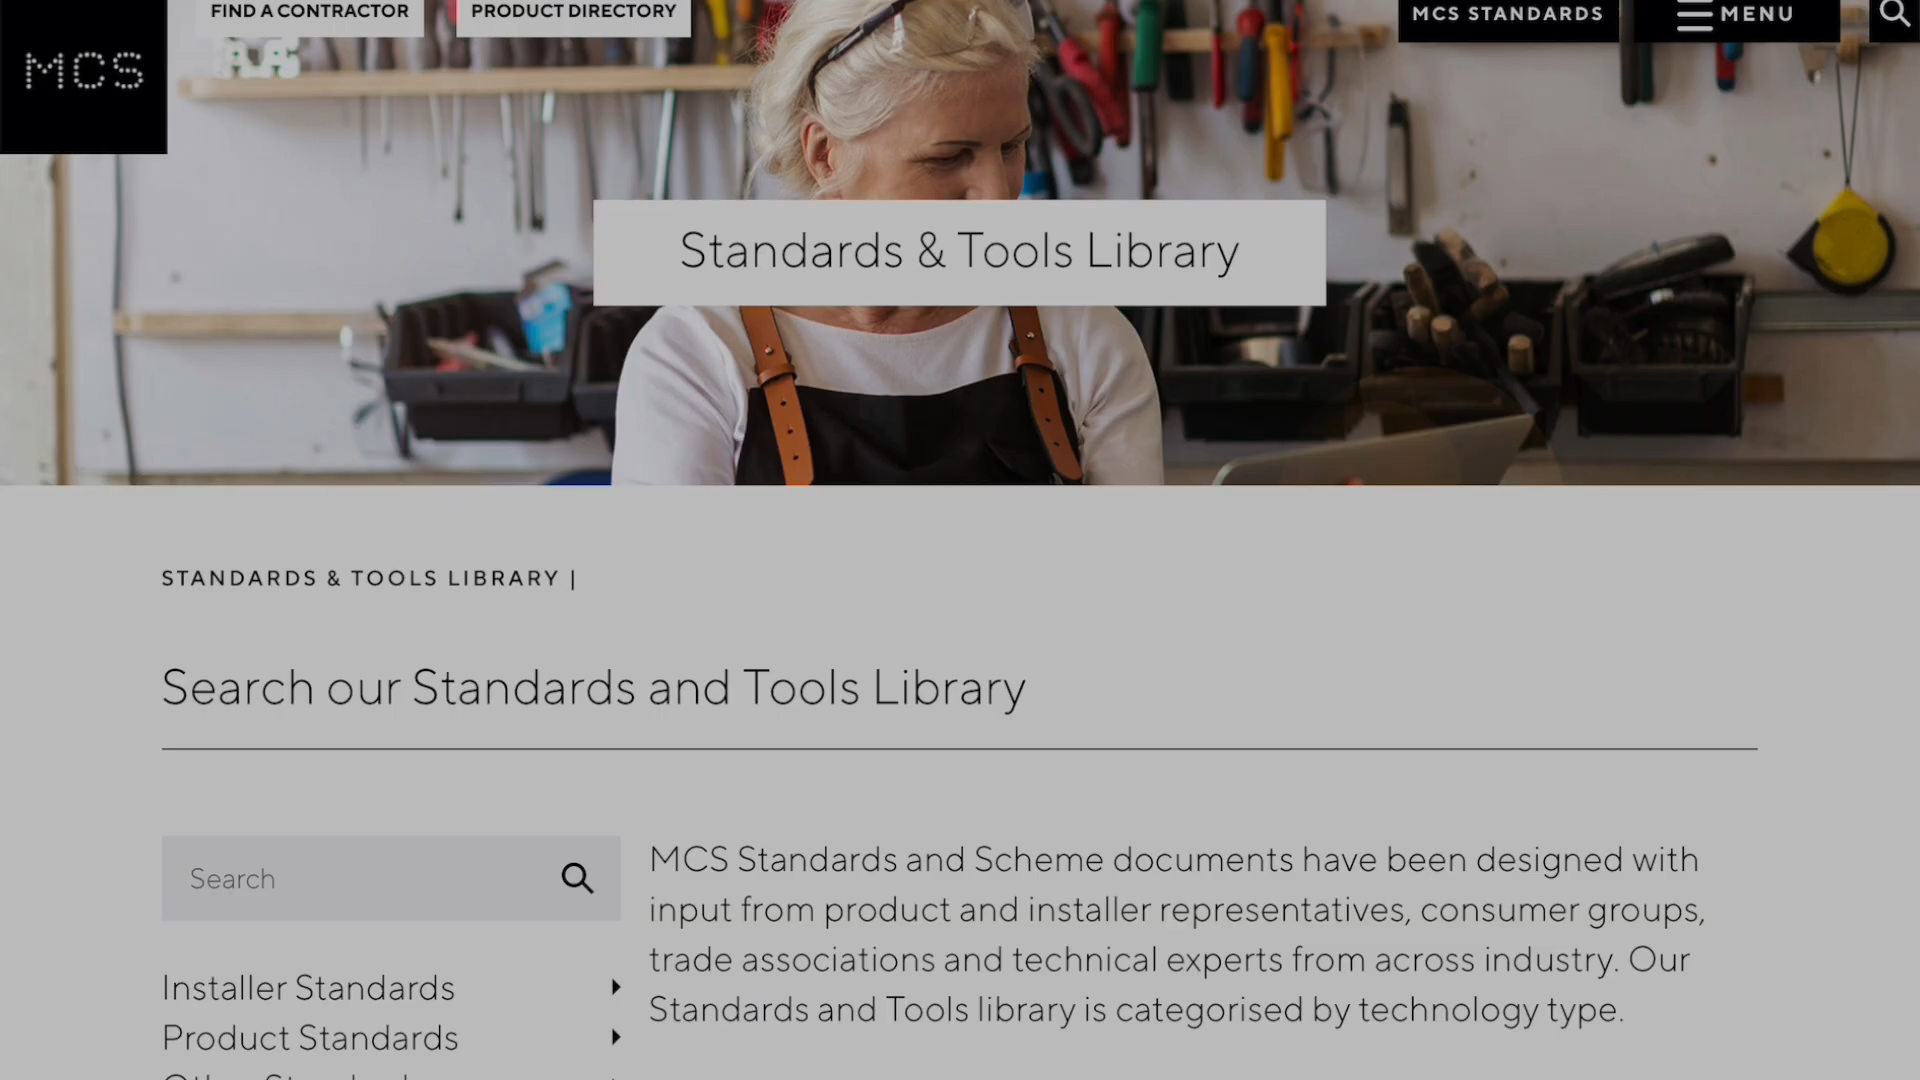 FIND A CONTRACTOR
PRODUCT DIRECTORY
MCS STANDARDS
MENU
MCS
Standards & Tools Library
STANDARDS & TOOLS LIBRARY |
Search our Standards and Tools Library
Search
MCS Standards and Scheme documents have been designed with
input from product and installer representatives, consumer groups,
trade associations and technical experts from across industry. Our
Standards and Tools library is categorised by technology type.
Installer Standards
Product Standards